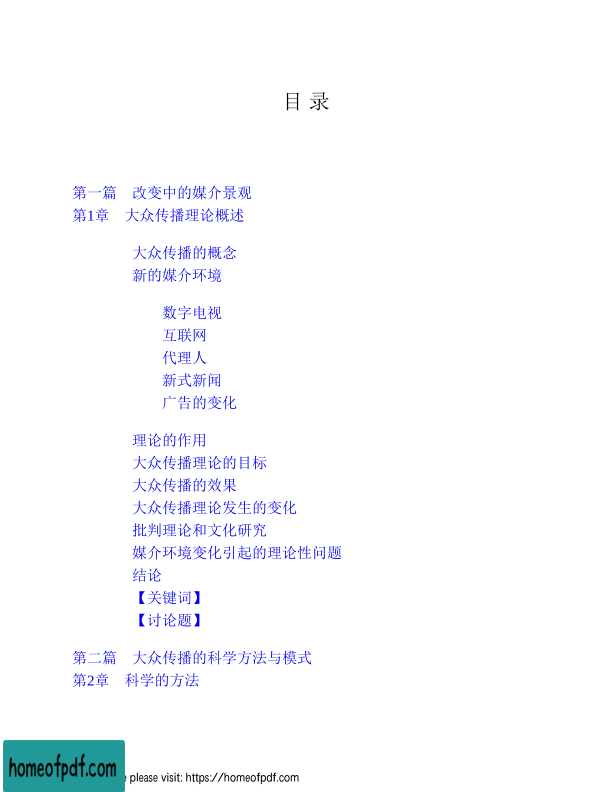 目 录
第一篇 改变中的媒介景观
第1章 大众传播理论概述
大众传播的概念
新的媒介环境
数字电视
互联网
代理人
新式新闻
广告的变化
理论的作用
大众传播理论的目标
大众传播的效果
大众传播理论发生的变化
批判理论和文化研究
媒介环境变化引起的理论性问题
结论
【关键词】
【讨论题】
第二篇 大众传播的科学方法与模式
第2章 科学的方法
homeofpdf.com
please visit: https://homeofpdf.com